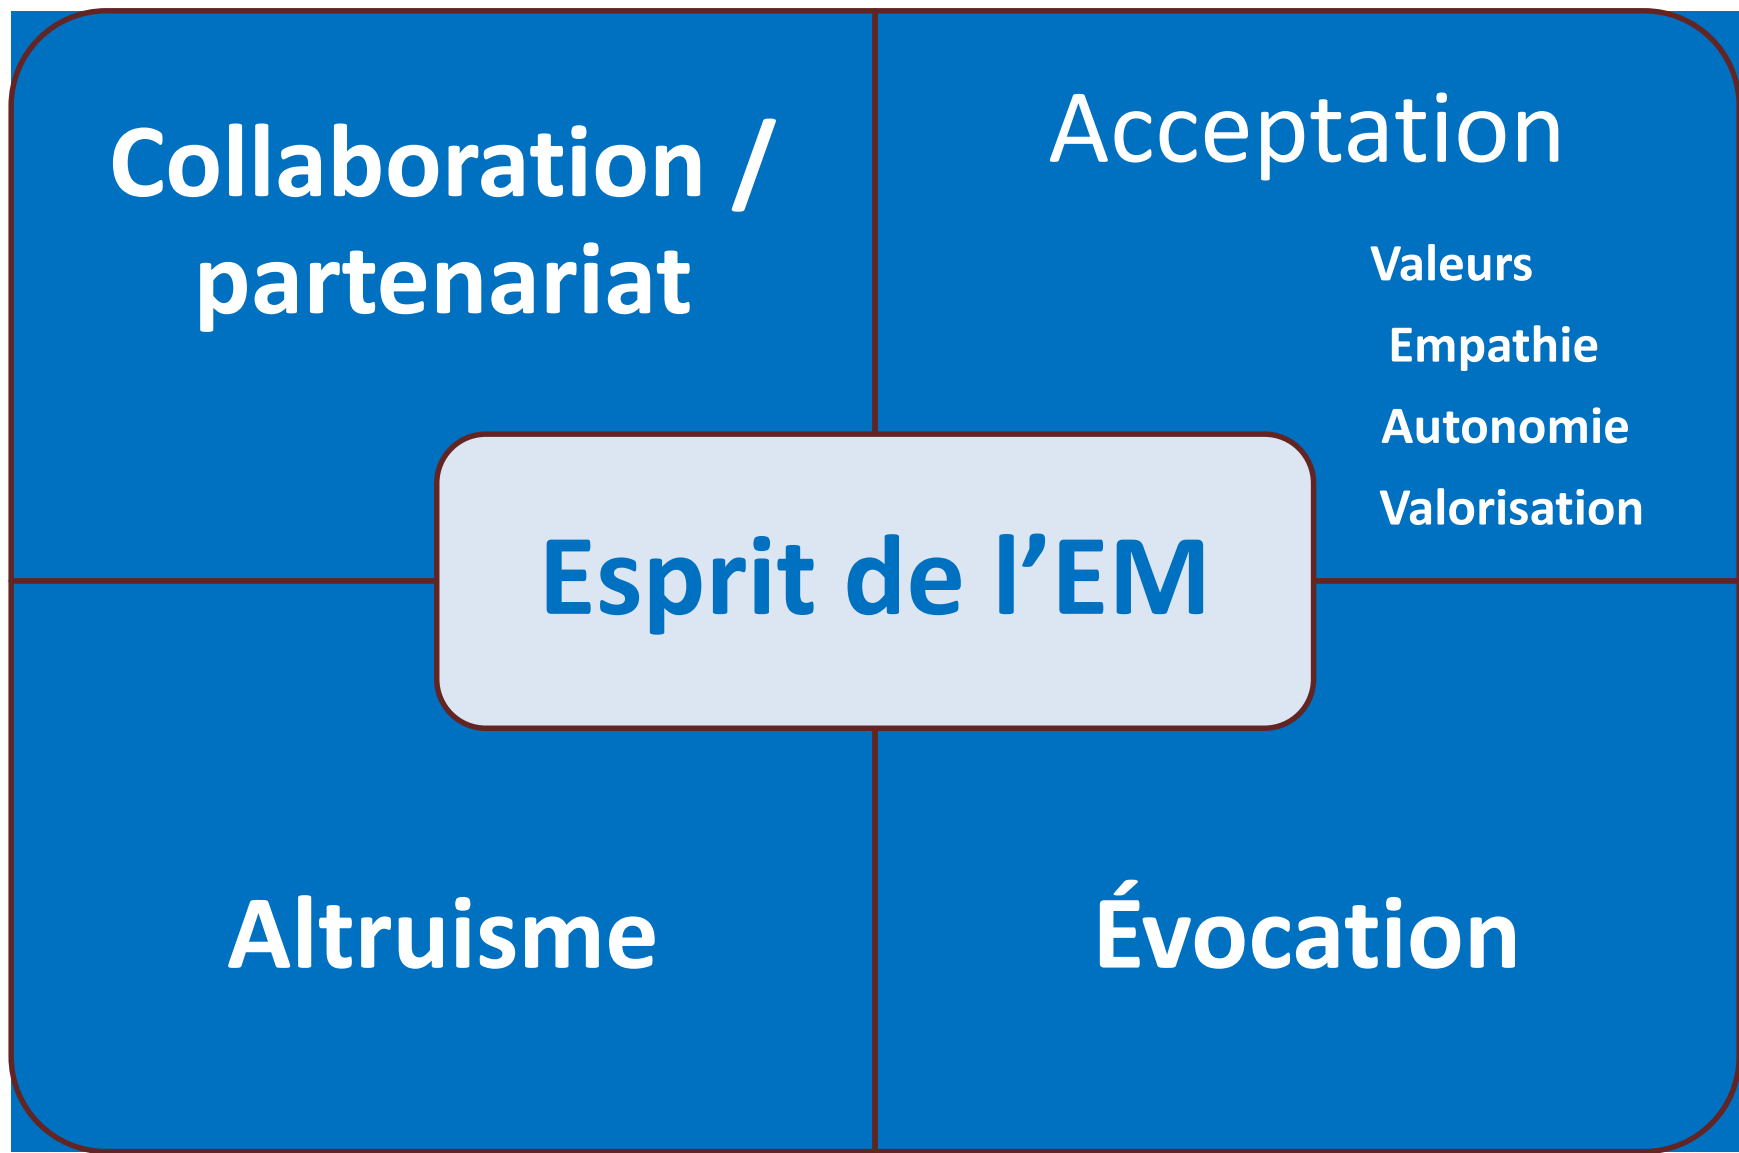 Collaboration /
partenariat
Acceptation
Valeurs
Empathie
Autonomie
Valorisation
Esprit de l’EM
Altruisme
Évocation